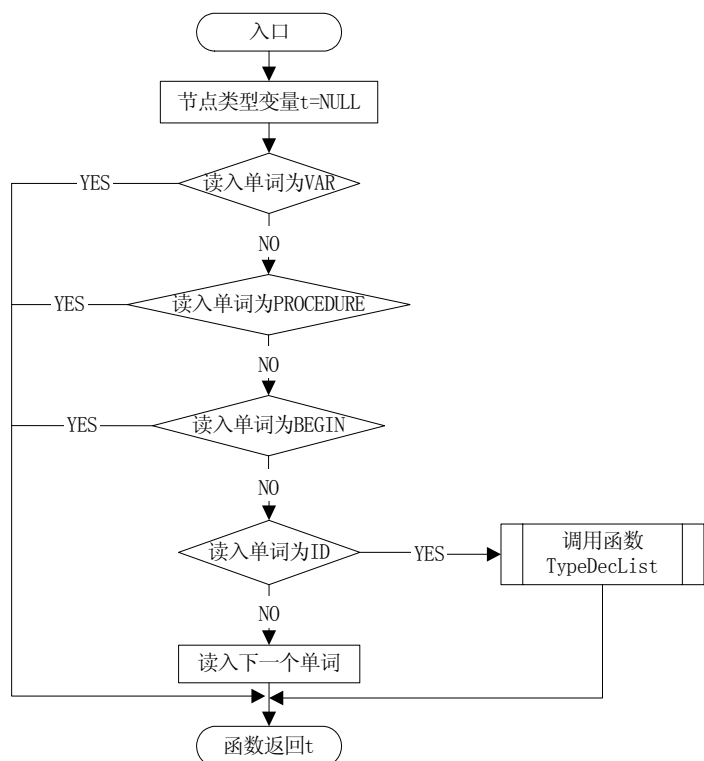 入口
节点类型变量t=NULL
YES
读入单词为VAR
NO
YES
读入单词为PROCEDURE
NO
YES
读入单词为BEGIN
NO
读入单词为ID
YES
调用函数
TypeDecList
NO
读入下一个单词
函数返回t